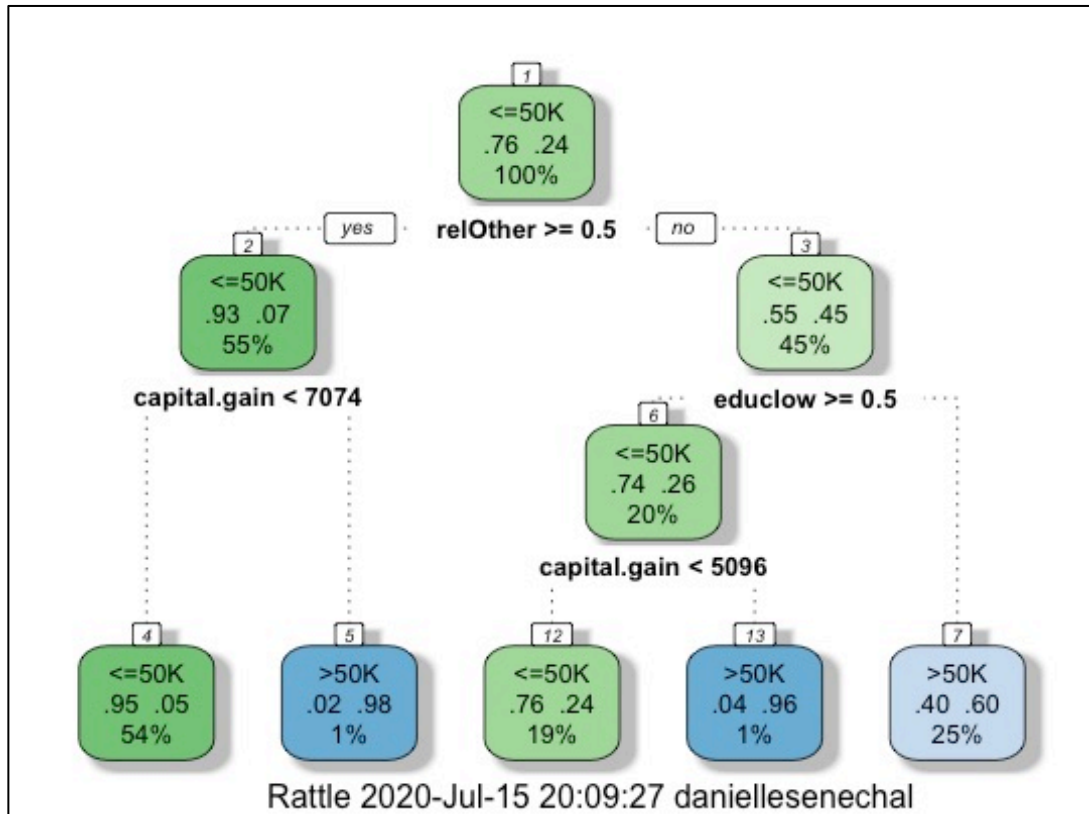 1
<=50K
.76 .24
100%
yes relOther >= 0.5 no
2
<=50K
.93 .07
55%
capital.gain < 7074
3
<=50K
.55 .45
45%
educlow >= 0.5
6
<=50K
.74 .26
20%
capital.gain < 5096
4
<=50K
.95 .05
54%
5
>50K
.02 .98
1%
12
<=50K
.76 .24
19%
13
>50K
.04 .96
1%
7
>50K
.40 .60
25%
Rattle 2020-Jul-15 20:09:27 daniellesenechal